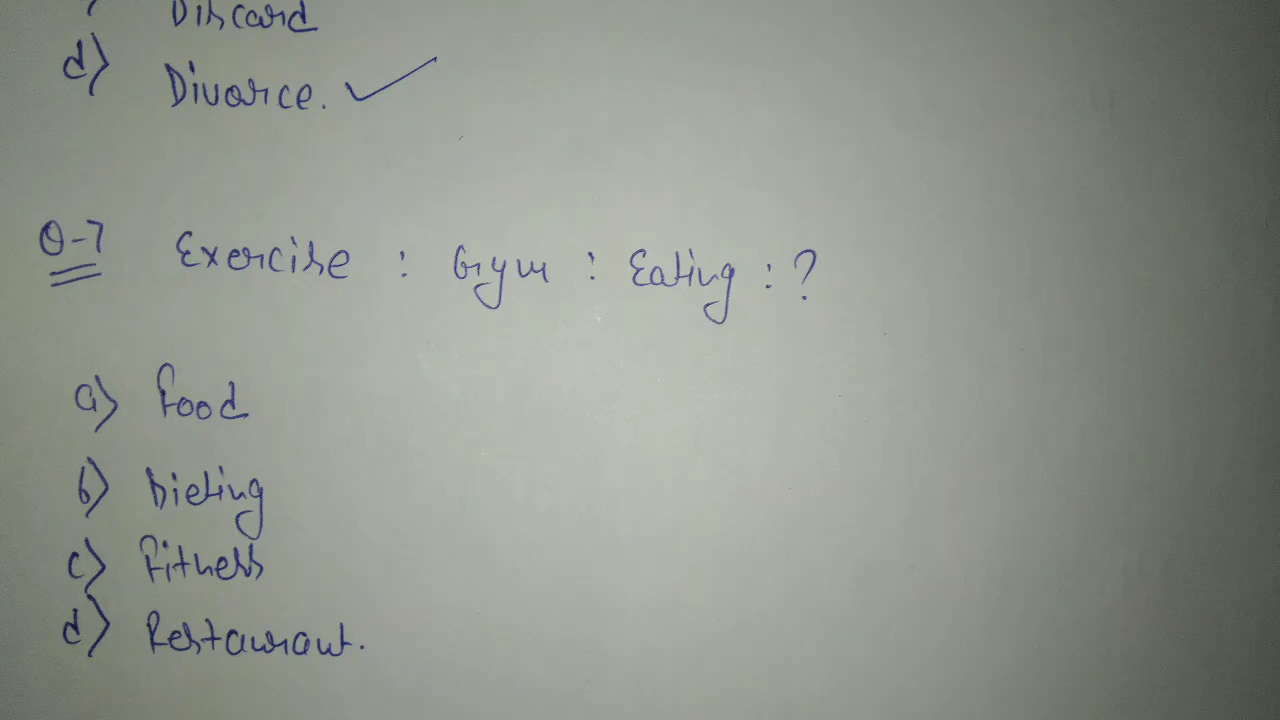 Discard
d) Divorce. ✓
Q-7 Exercise : Gym : Eating : ?
a) Food
b) Dieting
c) Fitness
d) Restaurant.